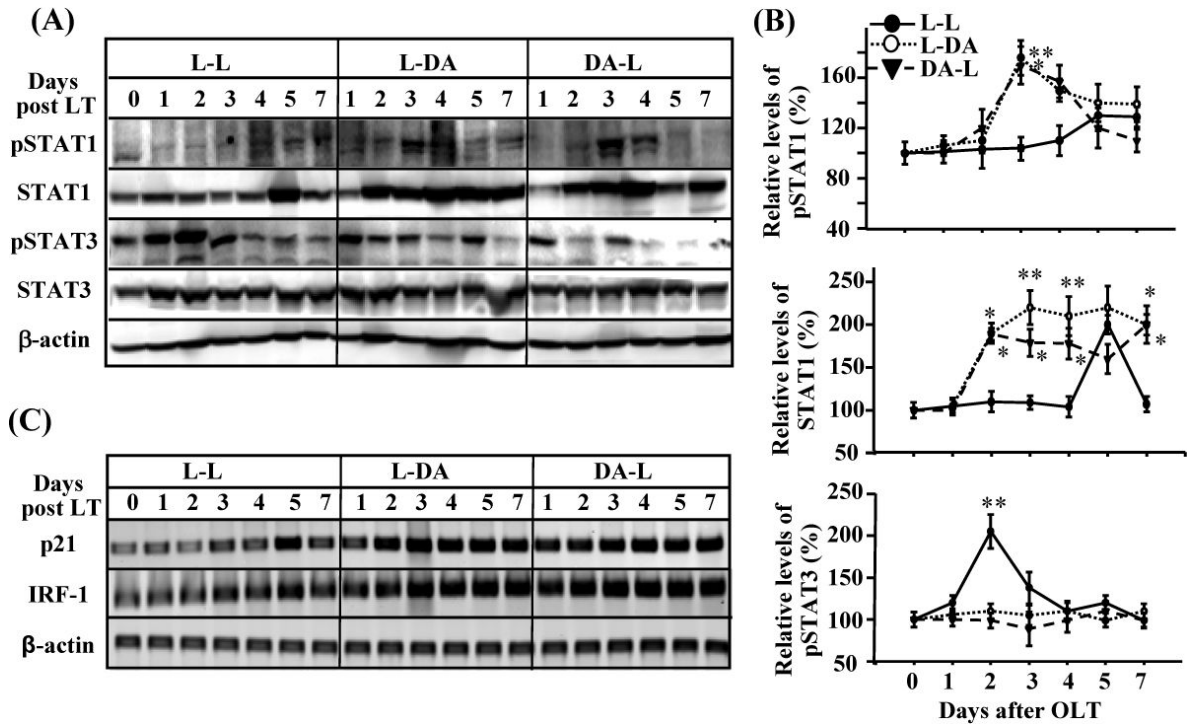 (A)
L-L L-DA DA-L
Days post LT 0 1 2 3 4 5 7 1 2 3 4 5 7 1 2 3 4 5 7
pSTAT1
STAT1
pSTAT3
STAT3
β-actin
(B)
L-L
L-DA
DA-L
Relative levels of
pSTAT1 (%)
160
120
80
40
**
*
Relative levels of
STAT1 (%)
250
200
150
100
50
* ** ** *
* * * *
Relative levels of
pSTAT3 (%)
250
200
150
100
50
**
0 1 2 3 4 5 7
Days after OLT
(C)
L-L L-DA DA-L
Days post LT 0 1 2 3 4 5 7 1 2 3 4 5 7 1 2 3 4 5 7
p21
IRF-1
β-actin